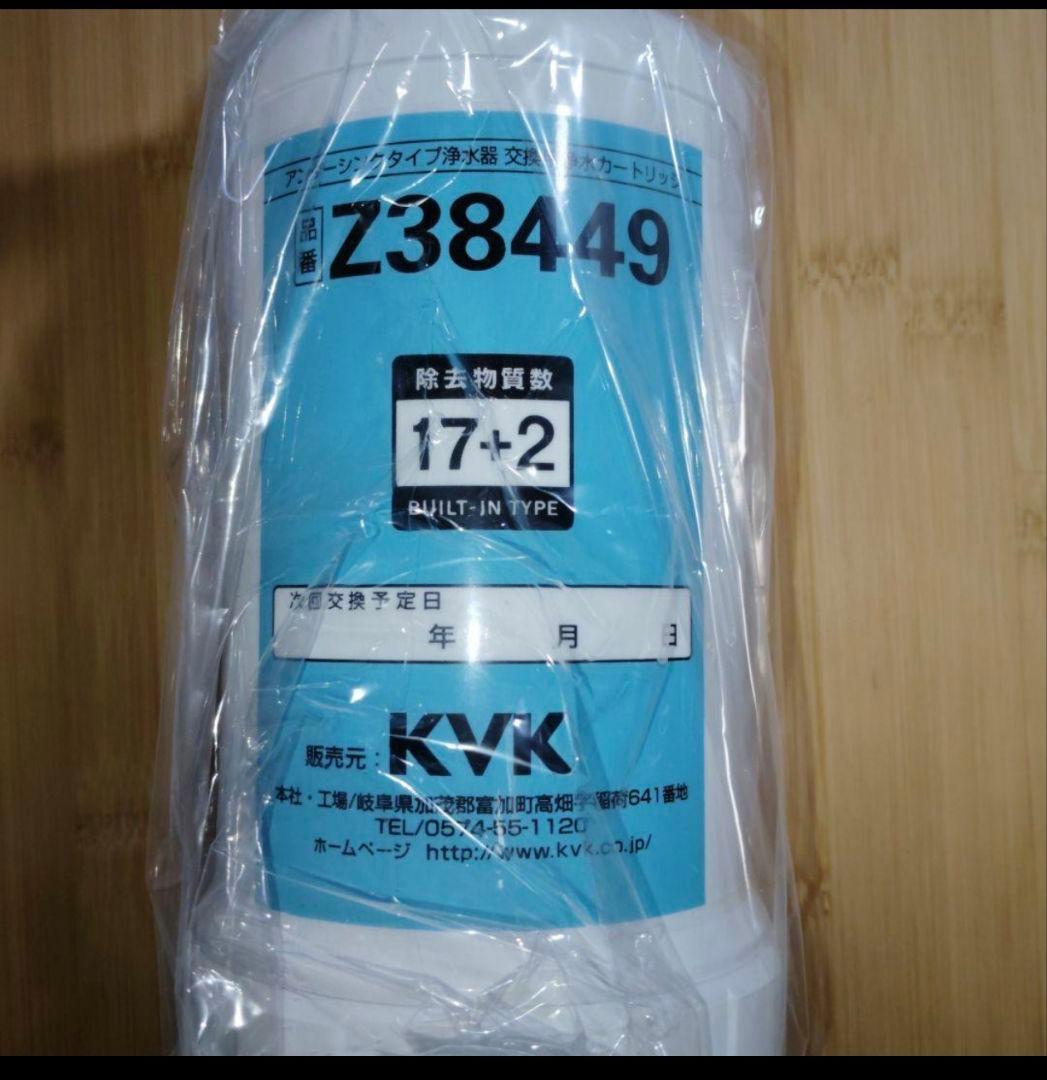 アンダーシンクタイプ浄水器 交換用浄水カートリッジ
品番 Z38449
除去物質数
17+2
BUILT-IN TYPE
次回交換予定日
年 月 日
販売元:KVK
本社・工場/岐阜県加茂郡富加町高畑字稲荷641番地
TEL/0574-55-1120
ホームページ http://www.kvk.co.jp/